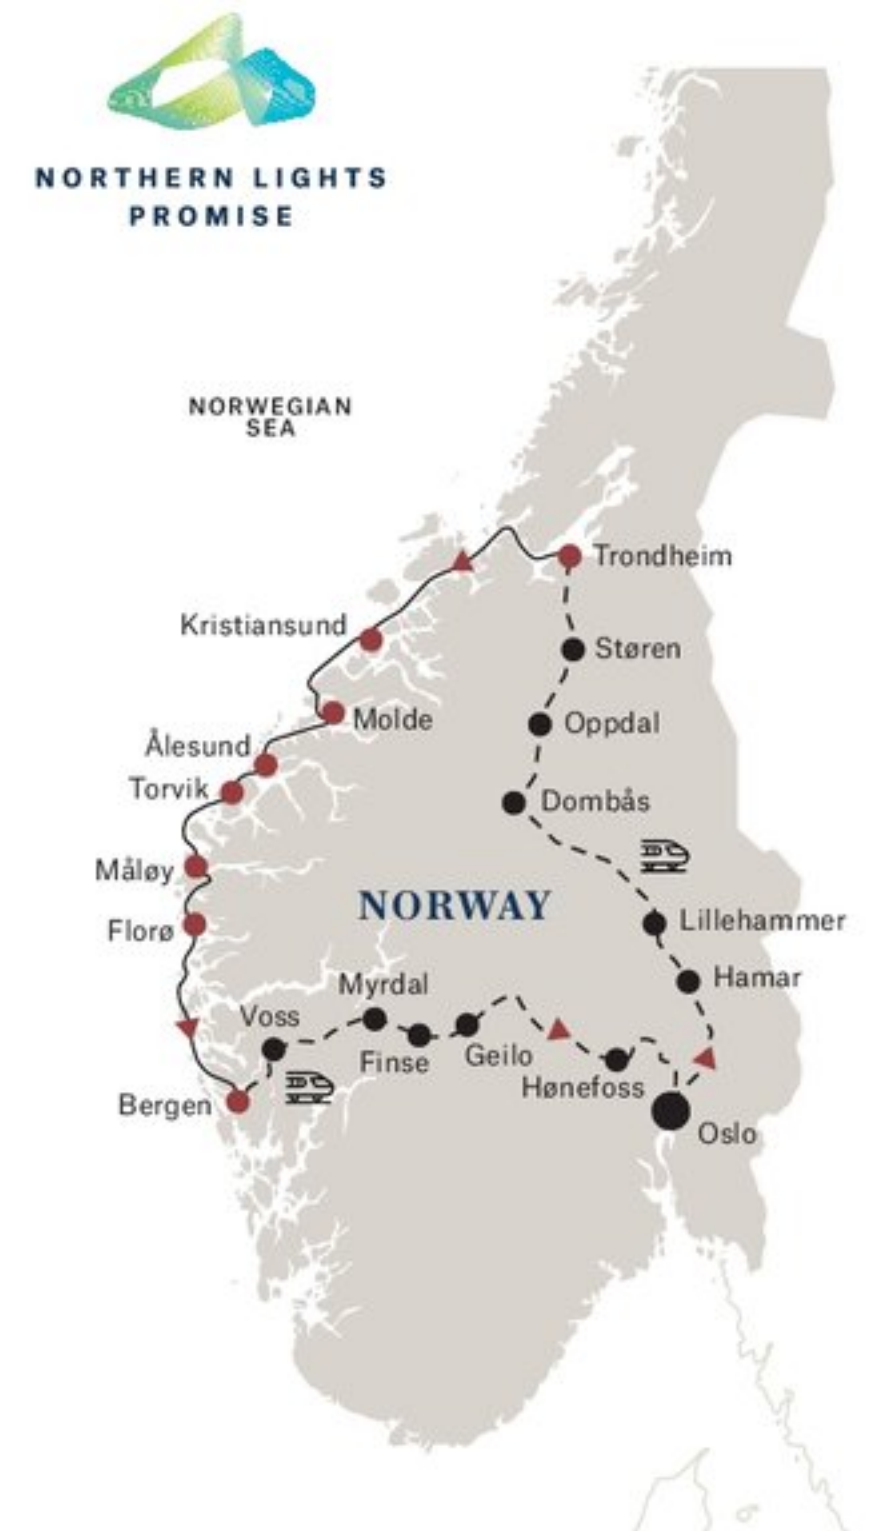 NORTHERN LIGHTS
PROMISE
NORWEGIAN
SEA
Trondheim
Kristiansund
Støren
Molde
Oppdal
Ålesund
Torvik
Dombås
Måløy
NORWAY
Lillehammer
Florø
Hamar
Myrdal
Voss
Finse
Geilo
Hønefoss
Bergen
Oslo